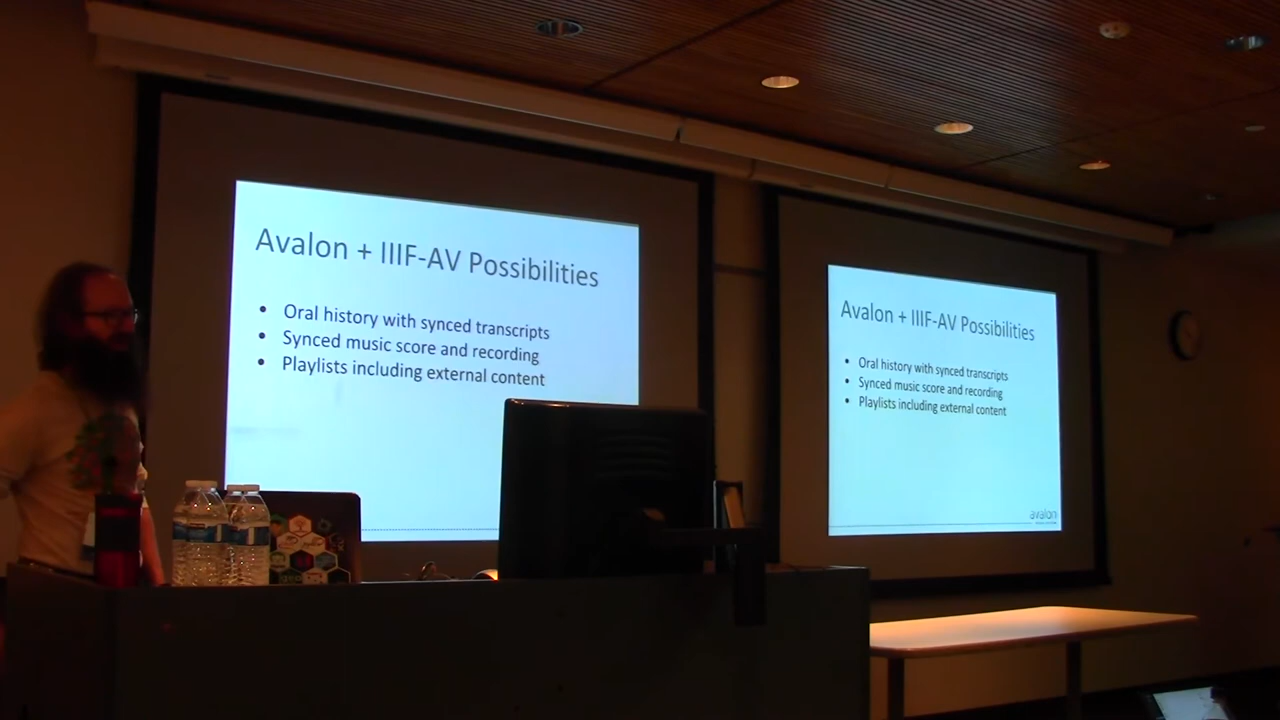 Avalon + IIIF-AV Possibilities
• Oral history with synced transcripts
• Synced music score and recording
• Playlists including external content
Avalon + IIIF-AV Possibilities
• Oral history with synced transcripts
• Synced music score and recording
• Playlists including external content
avalon